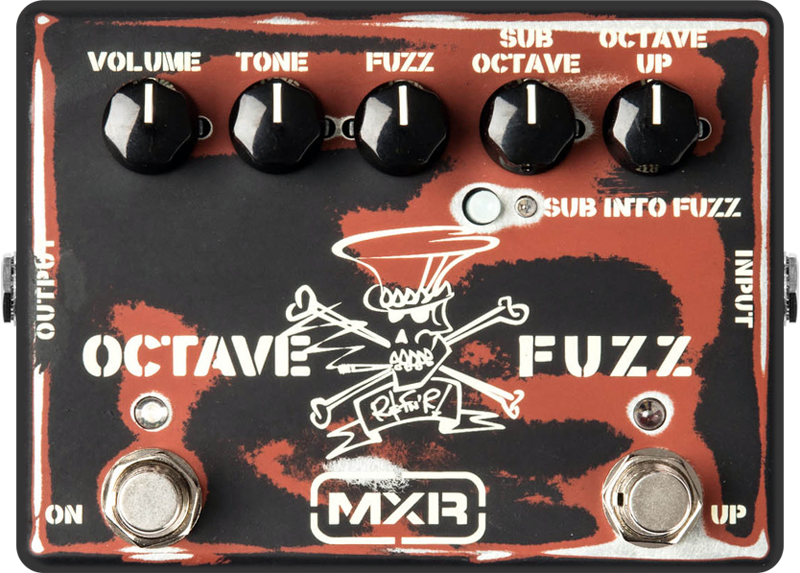 VOLUME TONE FUZZ SUB OCTAVE OCTAVE UP
SUB INTO FUZZ
OUTPUT
INPUT
OCTAVE FUZZ
MXR
ON
UP